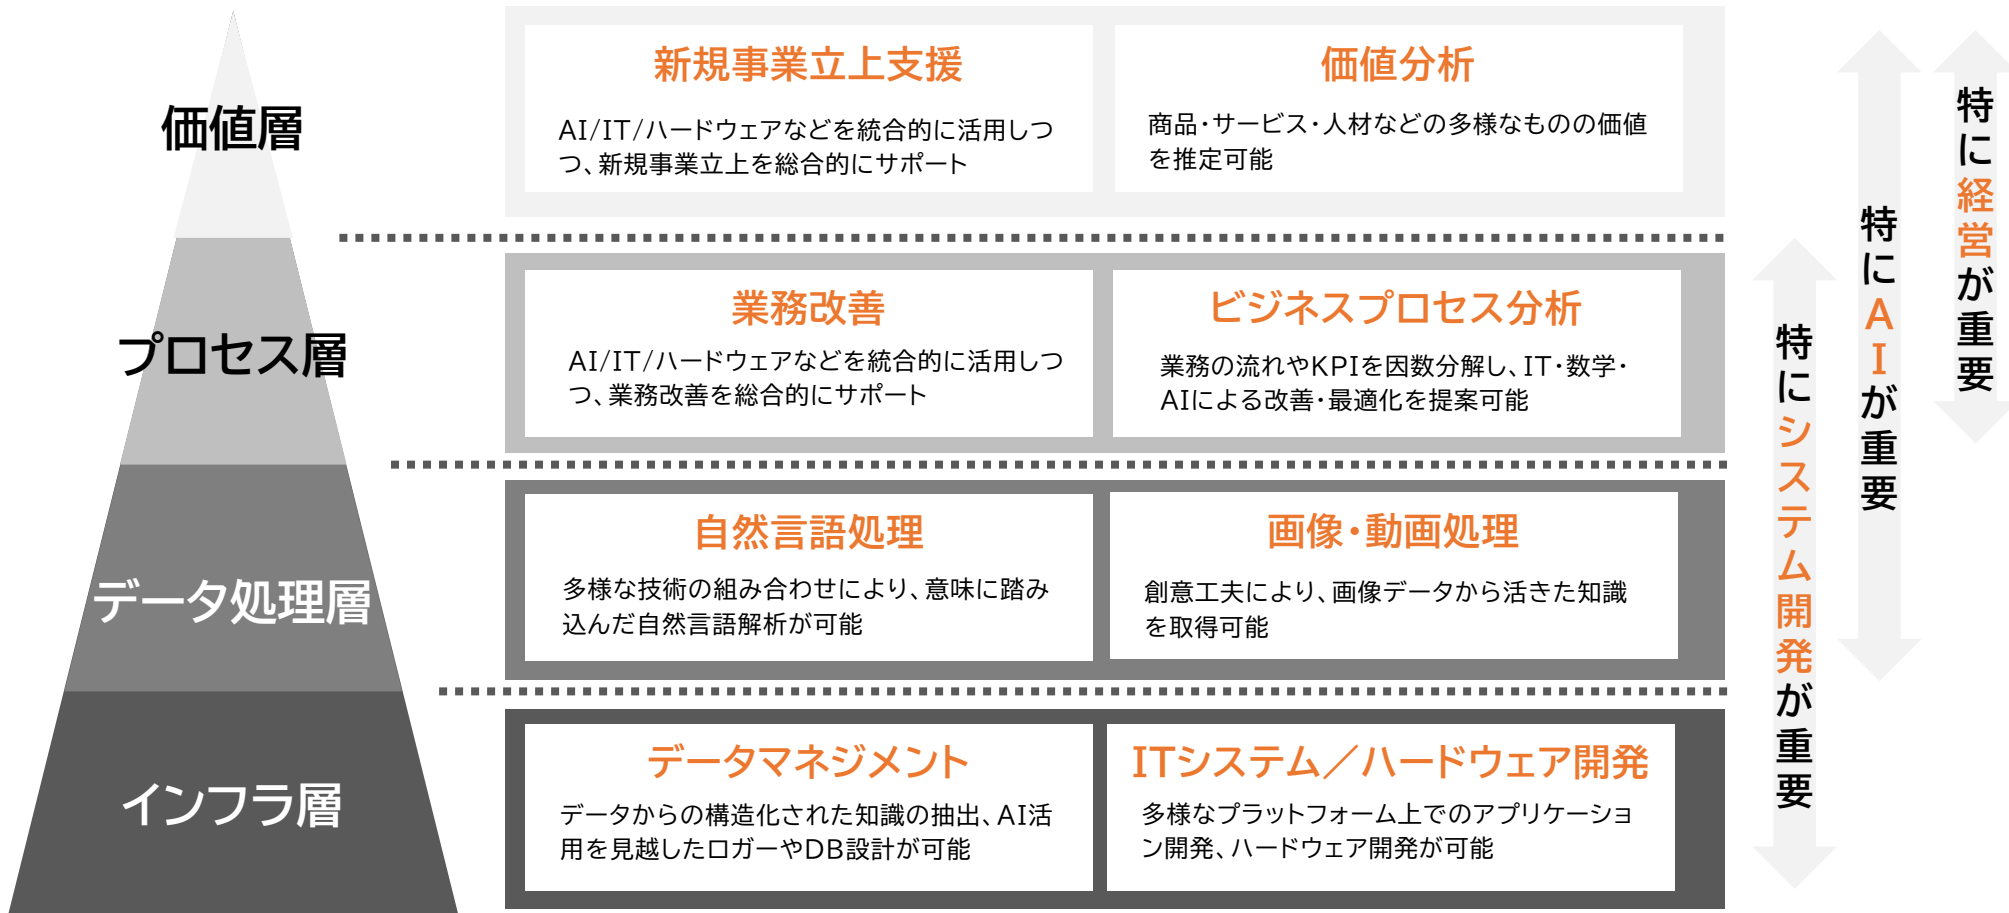 価値層
新規事業立上支援
AI/IT/ハードウェアなどを統合的に活用しつ
つ、新規事業立上を総合的にサポート
価値分析
商品・サービス・人材などの多様なものの価値
を推定可能
プロセス層
業務改善
AI/IT/ハードウェアなどを統合的に活用しつ
つ、業務改善を総合的にサポート
ビジネスプロセス分析
業務の流れやKPIを因数分解し、IT・数学・
AIによる改善・最適化を提案可能
データ処理層
自然言語処理
多様な技術の組み合わせにより、意味に踏み
込んだ自然言語解析が可能
画像・動画処理
創意工夫により、画像データから活きた知識
を取得可能
インフラ層
データマネジメント
データからの構造化された知識の抽出、AI活
用を見越したロガーやDB設計が可能
ITシステム／ハードウェア開発
多様なプラットフォーム上でのアプリケーショ
ン開発、ハードウェア開発が可能
特にシステム開発が重要
特にAIが重要
特に経営が重要